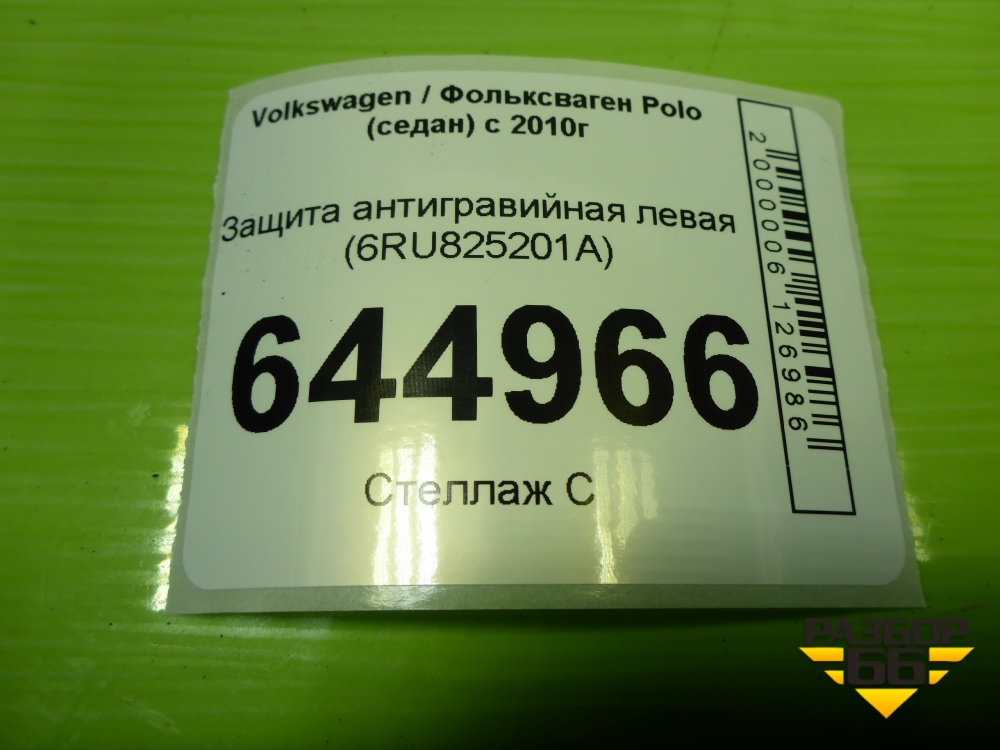 Volkswagen / Фольксваген Polo
(седан) с 2010г
Защита антигравийная левая
(6RU825201A)
644966
Стеллаж С
2000006126986
РАЗБОР
66